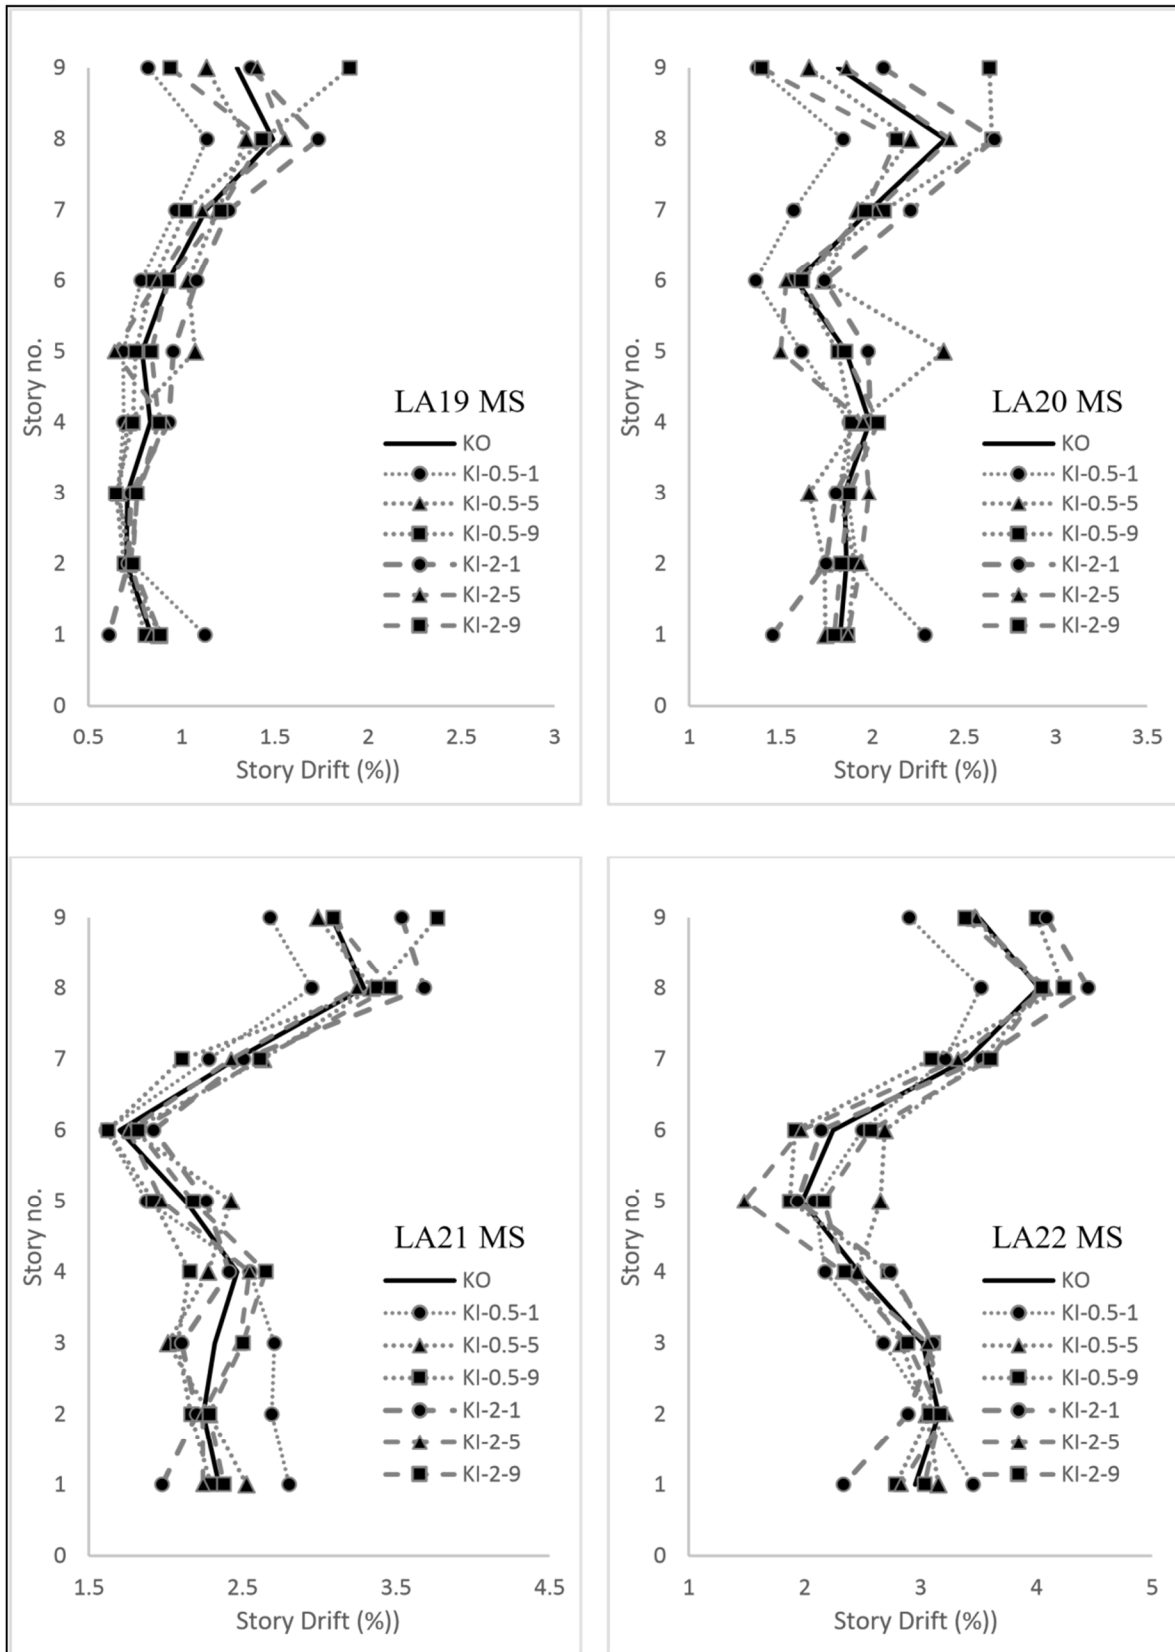 9
8
7
6
5
4
3
2
1
0
Story no.
LA19 MS
KO
KI-0.5-1
KI-0.5-5
KI-0.5-9
KI-2-1
KI-2-5
KI-2-9
0.5 1 1.5 2 2.5 3
Story Drift (%))
9
8
7
6
5
4
3
2
1
0
Story no.
LA20 MS
KO
KI-0.5-1
KI-0.5-5
KI-0.5-9
KI-2-1
KI-2-5
KI-2-9
1 1.5 2 2.5 3 3.5
Story Drift (%))
9
8
7
6
5
4
3
2
1
0
Story no.
LA21 MS
KO
KI-0.5-1
KI-0.5-5
KI-0.5-9
KI-2-1
KI-2-5
KI-2-9
1.5 2.5 3.5 4.5
Story Drift (%))
9
8
7
6
5
4
3
2
1
0
Story no.
LA22 MS
KO
KI-0.5-1
KI-0.5-5
KI-0.5-9
KI-2-1
KI-2-5
KI-2-9
1 2 3 4 5
Story Drift (%))